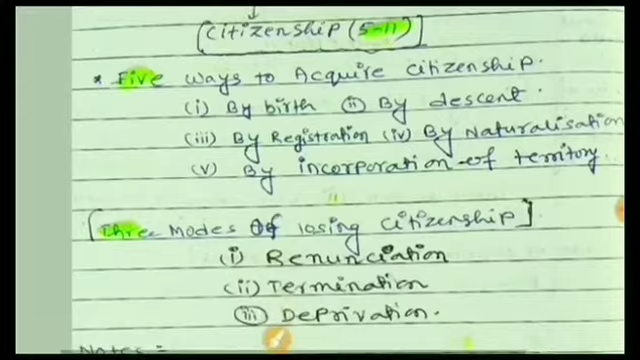 [Citizenship (5-11)]
* Five ways to Acquire citizenship.
(i) By birth (ii) By descent.
(iii) By Registration (iv) By Naturalisation
(v) By incorporation of territory.
[Three Modes Of losing citizenship]
(i) Renunciation
(ii) Termination
(iii) Deprivation.
Notes =